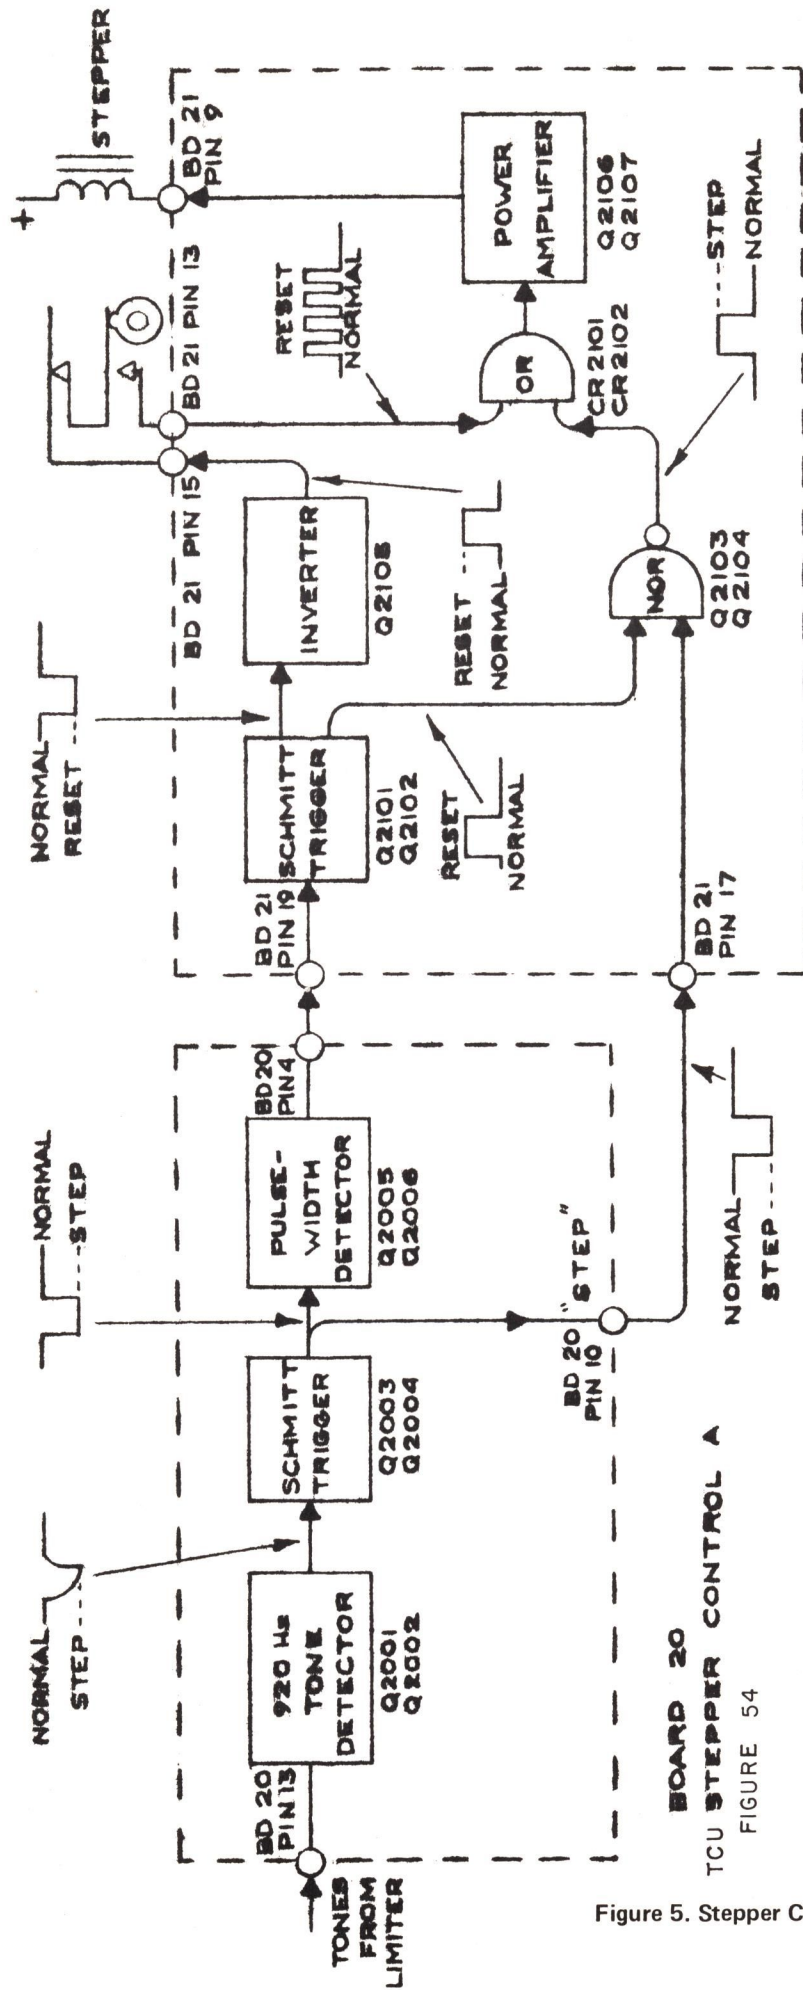 TONES
FROM
LIMITER
BD 20
PIN 13
920 Hz
TONE
DETECTOR
Q2001
Q2002
NORMAL
STEP
SCHMITT
TRIGGER
Q2003
Q2004
NORMAL
STEP
PULSE-
WIDTH
DETECTOR
Q2005
Q2006
BD 20
PIN 4
BD 20 "STEP"
PIN 10
NORMAL
STEP
BD 21
PIN 19
BD 21
PIN 17
SCHMITT
TRIGGER
Q2101
Q2102
NORMAL
RESET
RESET
NORMAL
INVERTER
Q2105
RESET
NORMAL
BD 21 PIN 15
BD 21 PIN 13
NOR
Q2103
Q2104
STEP
NORMAL
RESET
NORMAL
OR
CR2101
CR2102
POWER
AMPLIFIER
Q2106
Q2107
BD 21
PIN 9
+
STEPPER
BOARD 20
TCU STEPPER CONTROL A
FIGURE 54
Figure 5. Stepper C